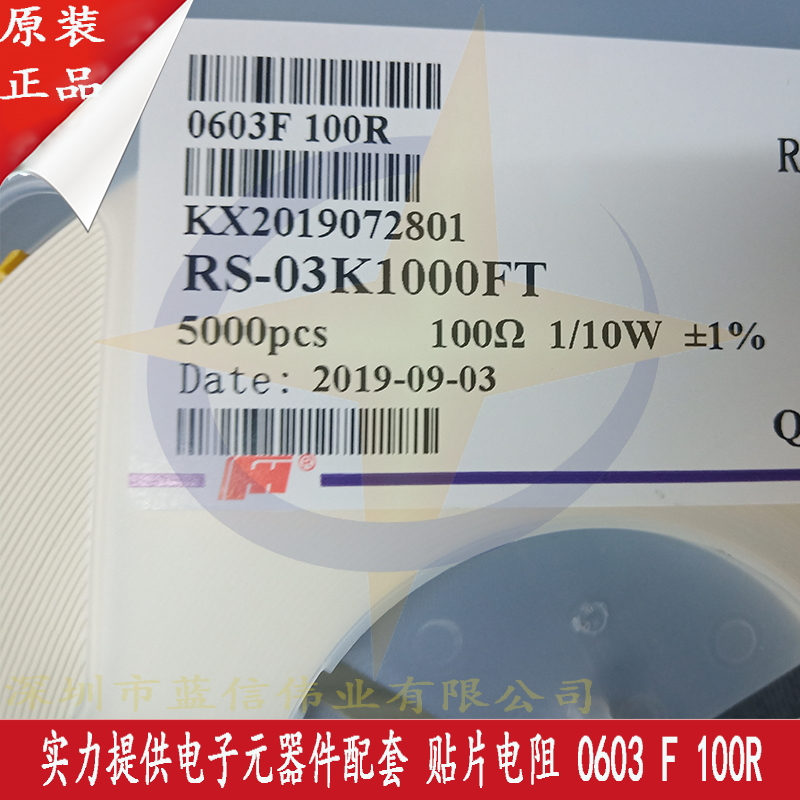 原装
正品
0603F 100R
R
KX2019072801
RS-03K1000FT
5000pcs 100Ω 1/10W ±1%
Date: 2019-09-03
Q
FH®
深圳市蓝信伟业有限公司
实力提供电子元器件配套 贴片电阻 0603 F 100R